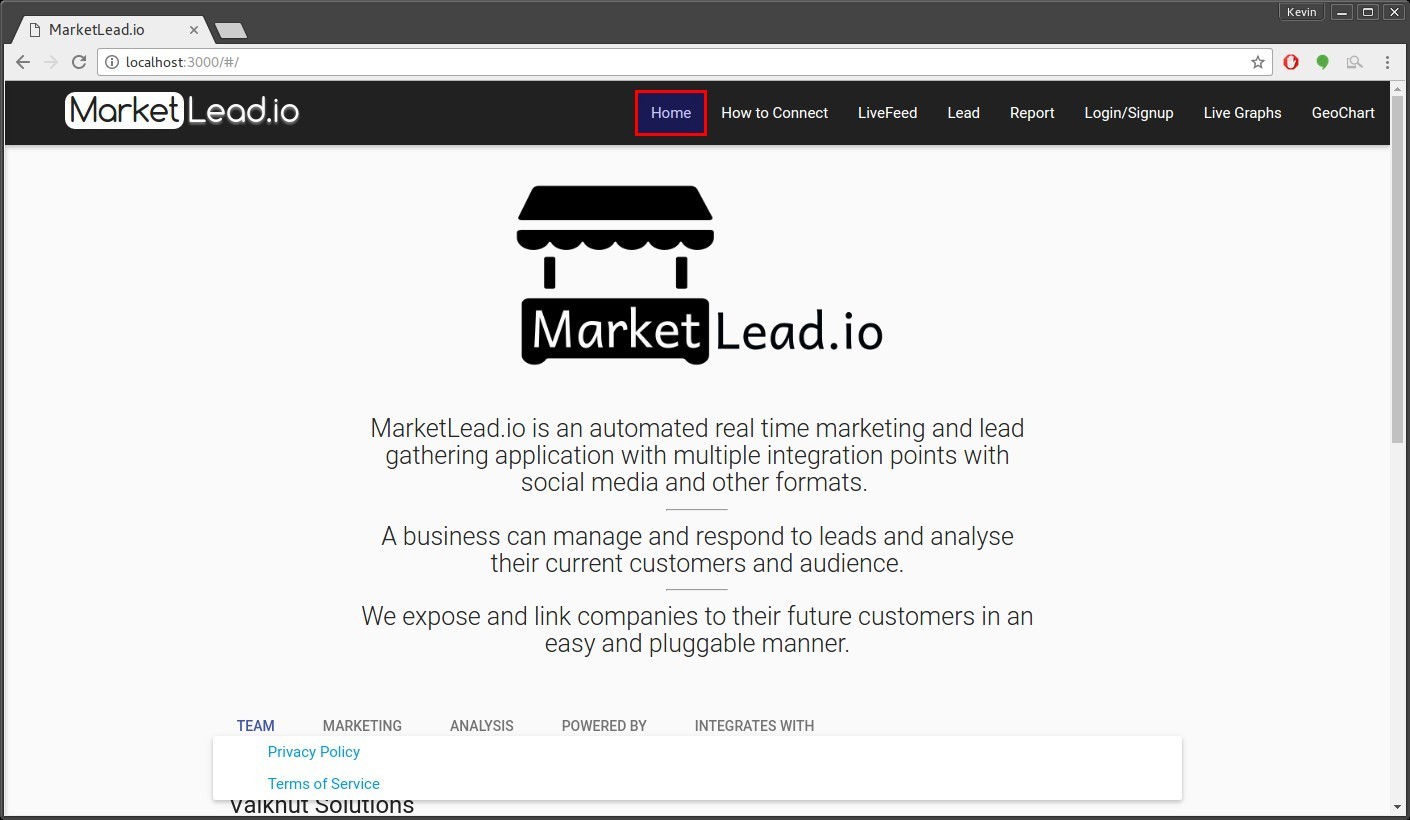 Kevin
MarketLead.io
localhost:3000/#/
MarketLead.io
Home
How to Connect
LiveFeed
Lead
Report
Login/Signup
Live Graphs
GeoChart
Market Lead.io
MarketLead.io is an automated real time marketing and lead
gathering application with multiple integration points with
social media and other formats.
A business can manage and respond to leads and analyse
their current customers and audience.
We expose and link companies to their future customers in an
easy and pluggable manner.
TEAM
MARKETING
ANALYSIS
POWERED BY
INTEGRATES WITH
Privacy Policy
Terms of Service
Valknut Solutions